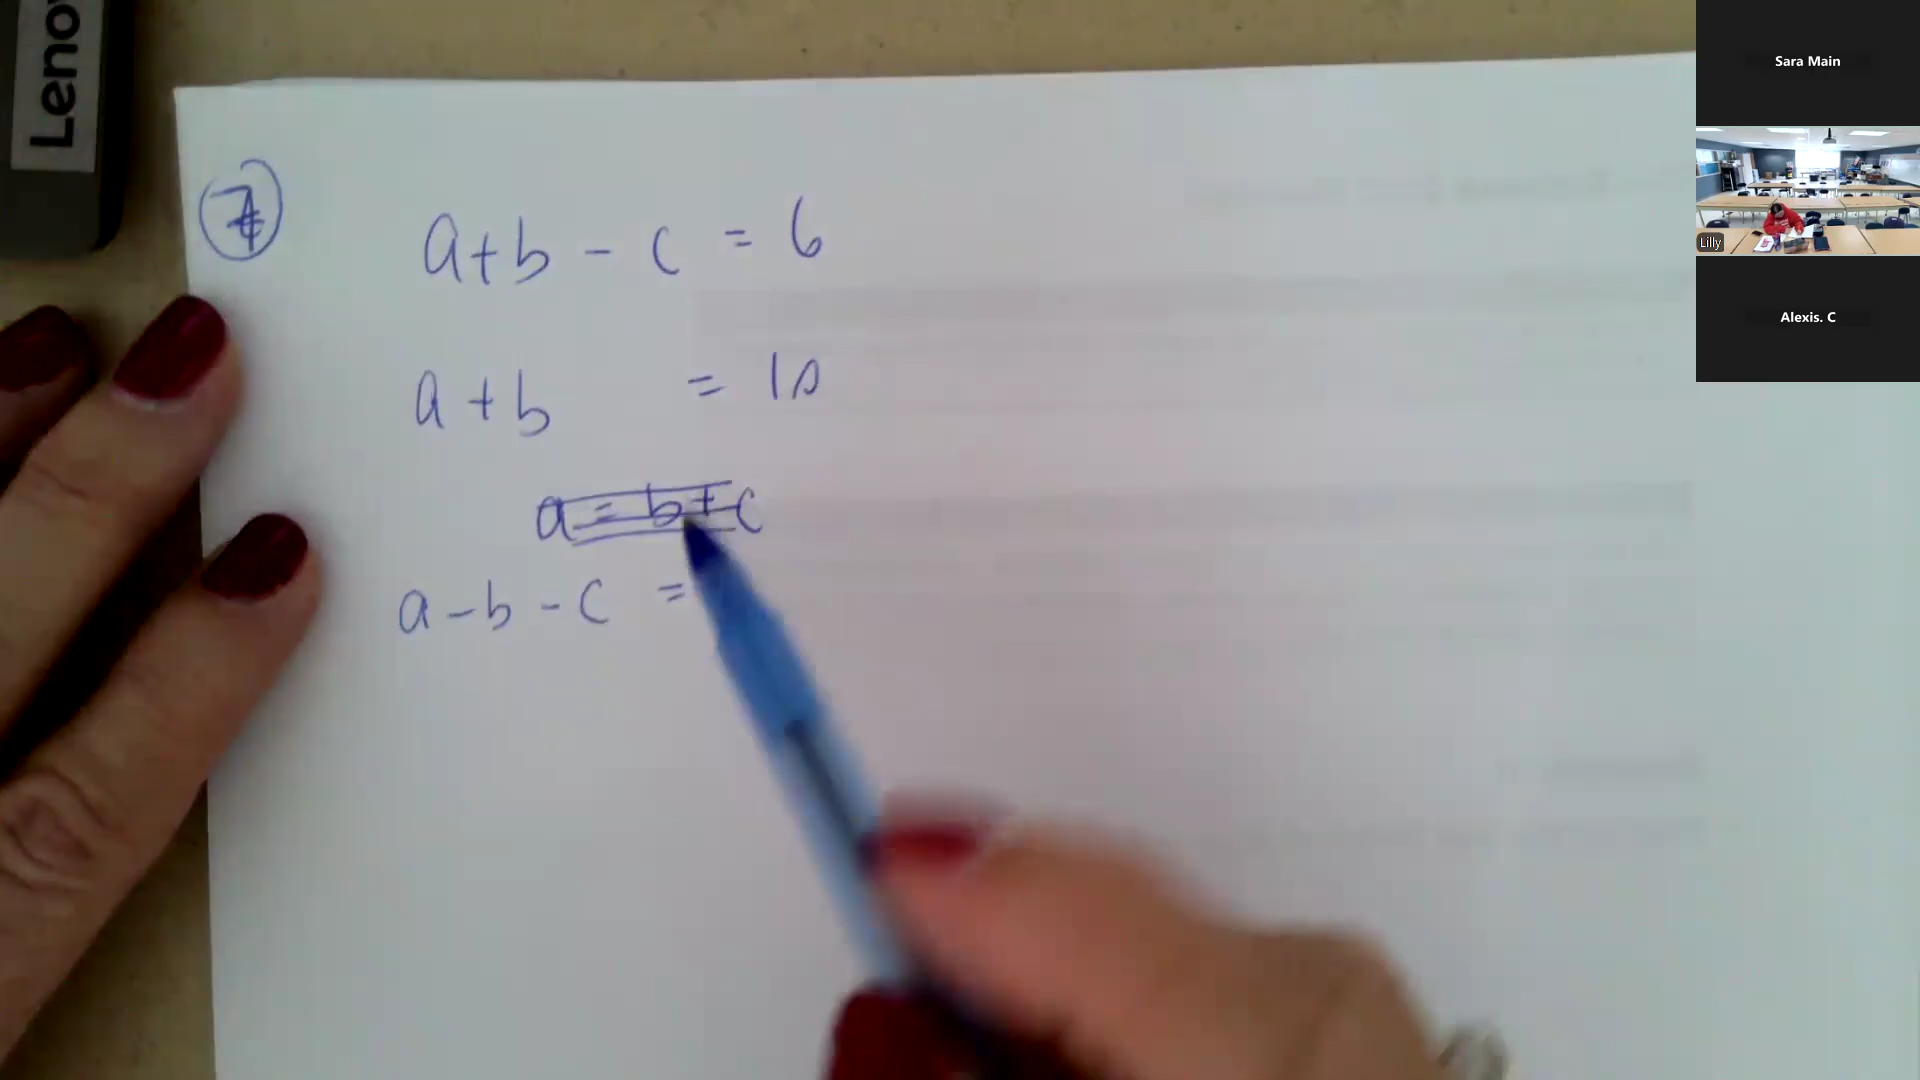 Leno
7
a + b - c = 6
a + b = 10
a = b + c
a - b - c =
Sara Main
Lilly
Alexis. C